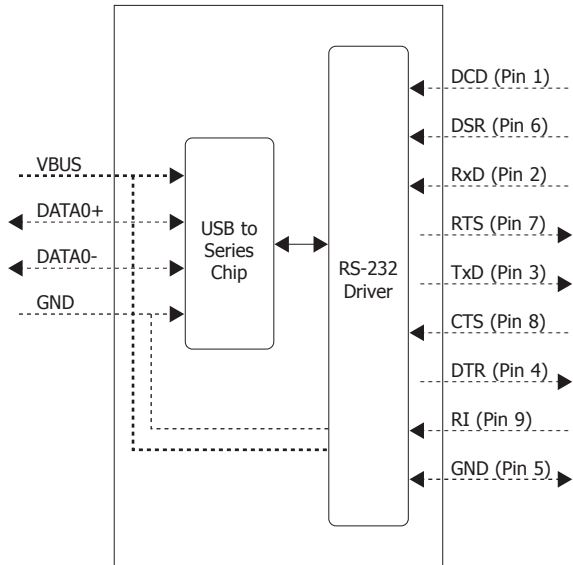 VBUS
DATA0+
DATA0-
GND
USB to
Series
Chip
RS-232
Driver
DCD (Pin 1)
DSR (Pin 6)
RxD (Pin 2)
RTS (Pin 7)
TxD (Pin 3)
CTS (Pin 8)
DTR (Pin 4)
RI (Pin 9)
GND (Pin 5)